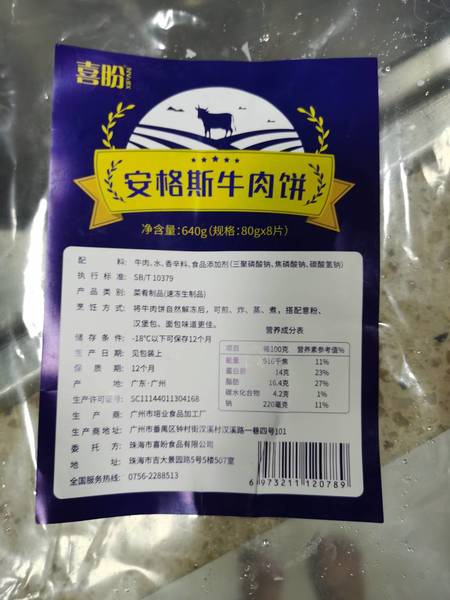 喜盼
XIPAN
安格斯牛肉饼
净含量:640g(规格:80gx8片)
配料: 牛肉、水、香辛料、食品添加剂(三聚磷酸钠、焦磷酸钠、碳酸氢钠)
执行标准: SB/T 10379
产品类别: 菜肴制品(速冻生制品)
烹饪方式: 将牛肉饼自然解冻后,可煎、炸、蒸、煮,搭配意粉、
汉堡包、面包味道更佳。
储存条件: -18℃以下可保存12个月
生产日期: 见包装上
保质期: 12个月
产地: 广东·广州
生产许可证号: SC11144011304168
生产商: 广州市培业食品加工厂
生产商地址: 广州市番禺区钟村街汉溪村汉溪路一巷四号101
委托方: 珠海市喜盼食品有限公司
地址: 珠海市吉大景园路5号5楼507室
全国服务热线: 0756-2288513
营养成分表
项目 每100克 营养素参考值%
能量 916千焦 11%
蛋白质 14克 23%
脂肪 16.4克 27%
碳水化合物 4.2克 1%
钠 220毫克 11%
6973211120789